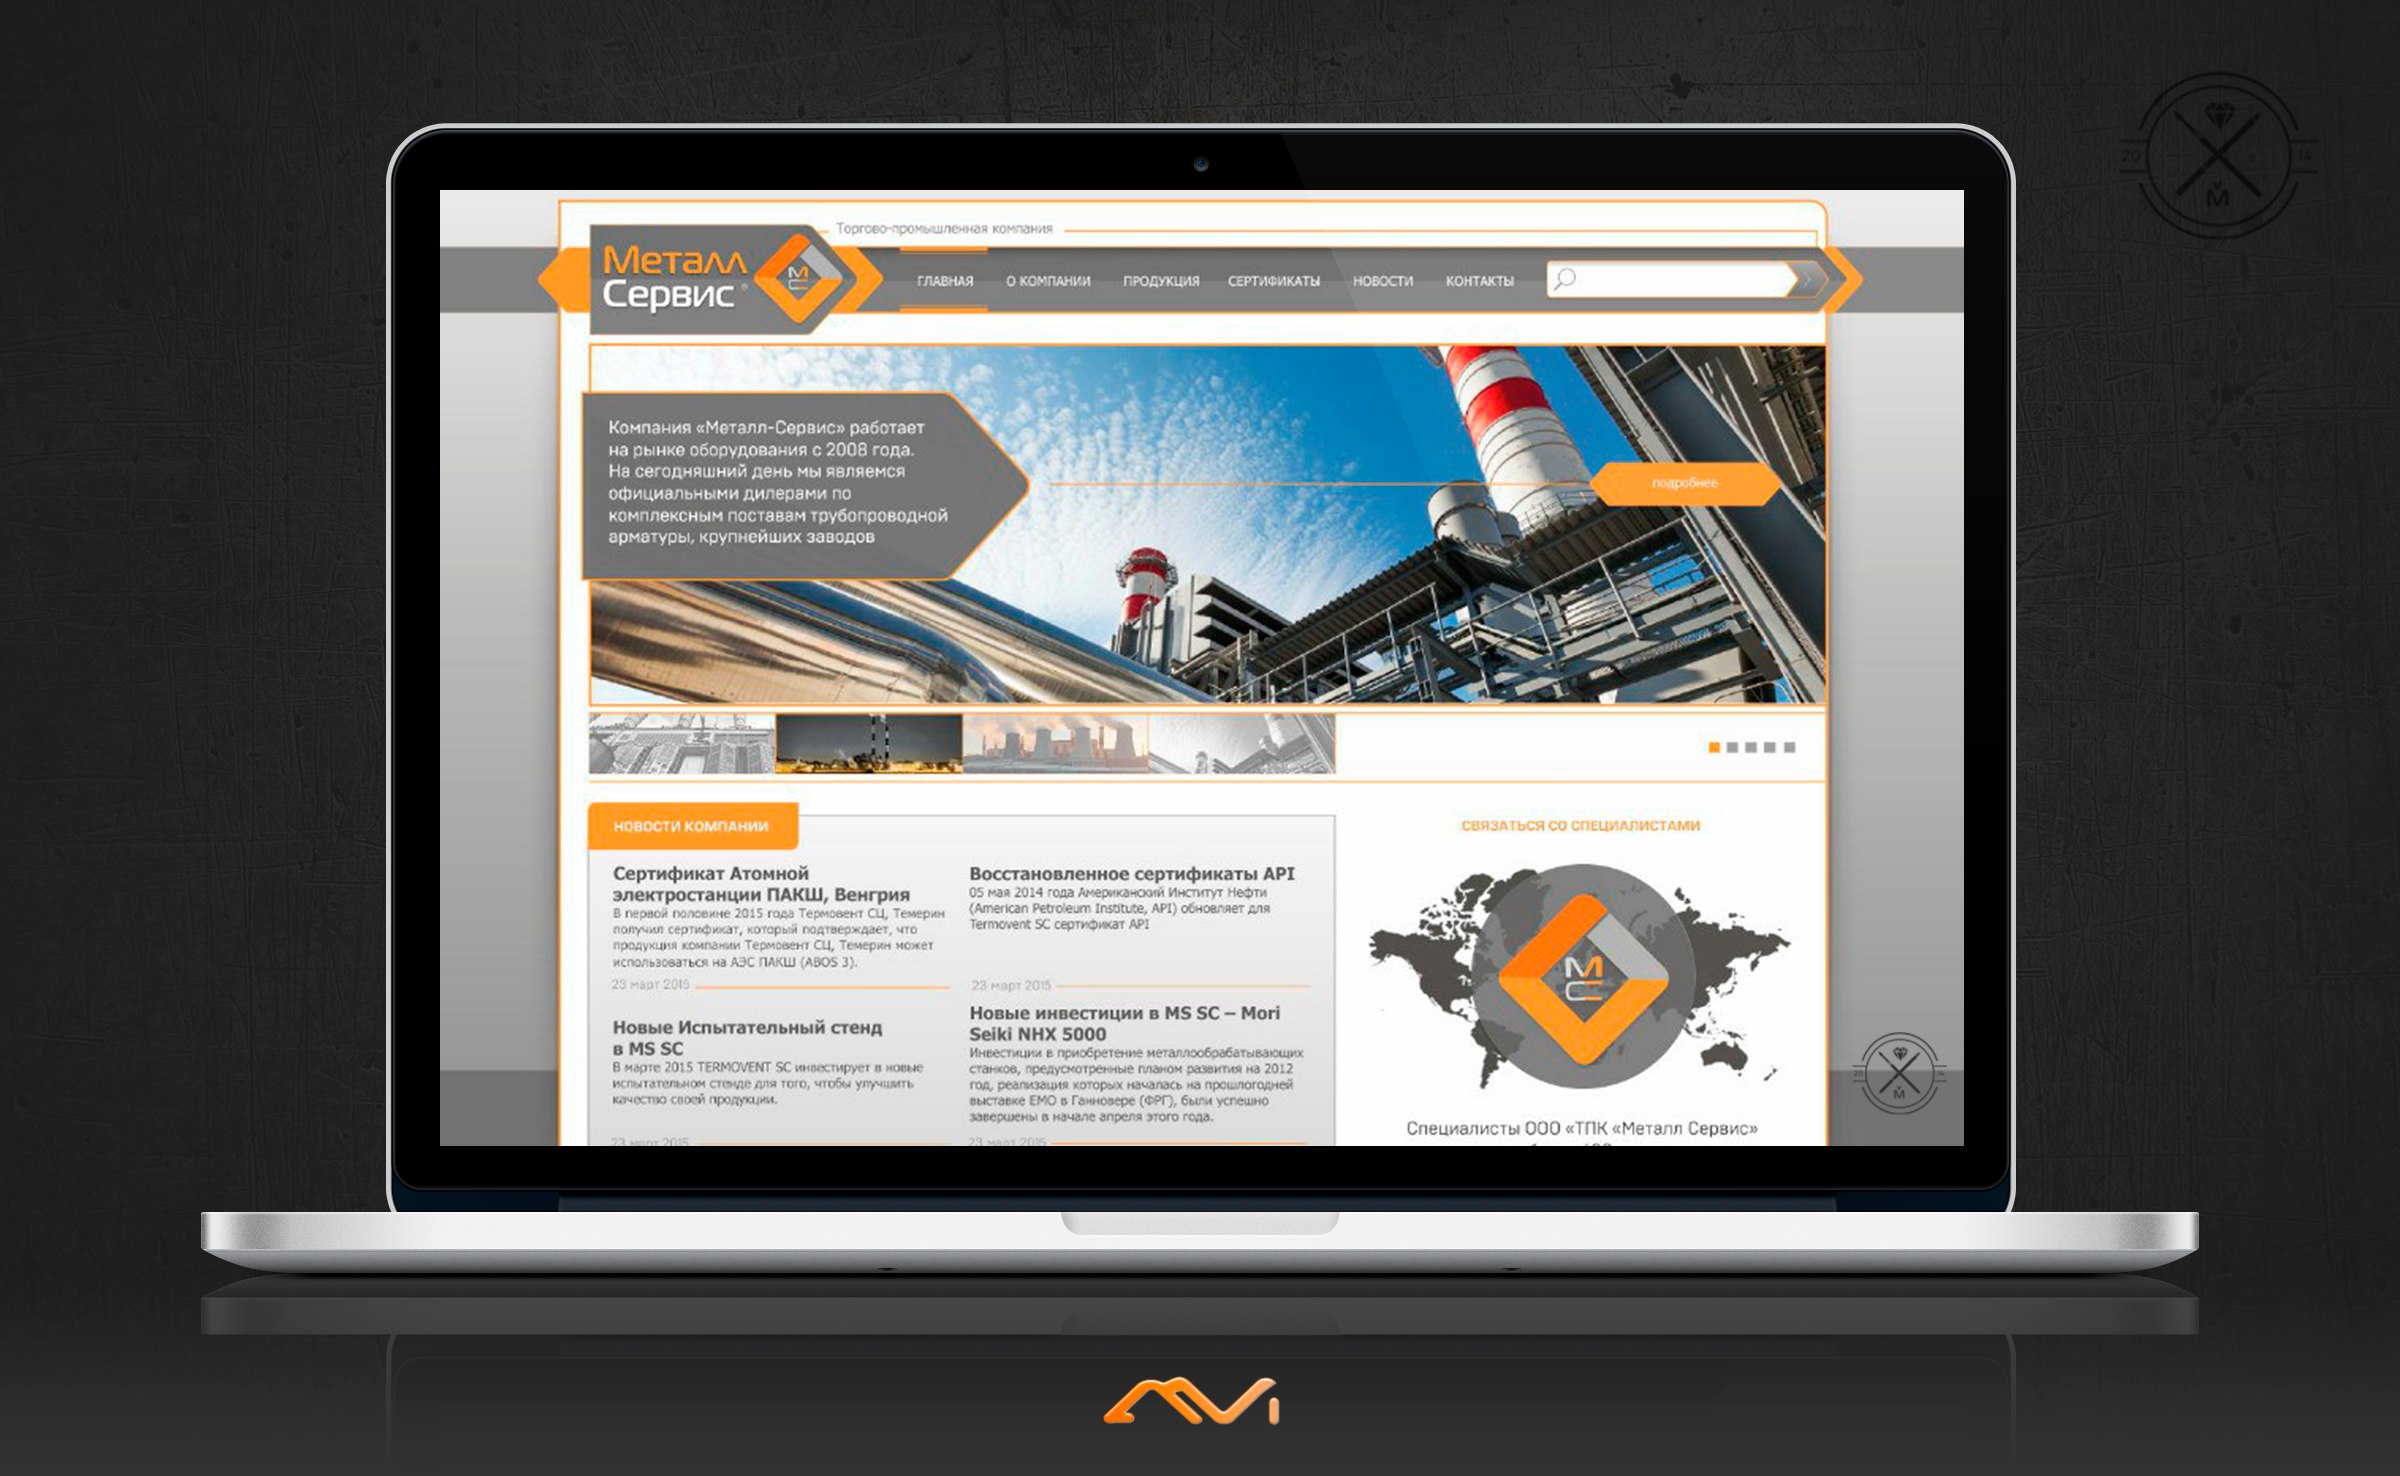 20 14
M
Торгово-промышленная компания
Металл
Сервис ®
МС
ГЛАВНАЯ О КОМПАНИИ ПРОДУКЦИЯ СЕРТИФИКАТЫ НОВОСТИ КОНТАКТЫ
Компания «Металл-Сервис» работает
на рынке оборудования с 2008 года.
На сегодняшний день мы являемся
официальными дилерами по
комплексным поставам трубопроводной
арматуры, крупнейших заводов
подробнее
НОВОСТИ КОМПАНИИ
Сертификат Атомной
электростанции ПАКШ, Венгрия
В первой половине 2015 года Термовент СЦ, Темерин
получил сертификат, который подтверждает, что
продукция компании Термовент СЦ, Темерин может
использоваться на АЭС ПАКШ (ABOS 3).
23 март 2015
Новые Испытательный стенд
в MS SC
В марте 2015 TERMOVENT SC инвестирует в новые
испытательном стенде для того, чтобы улучшить
качество своей продукции.
23 март 2015
Восстановленное сертификаты API
05 мая 2014 года Американский Институт Нефти
(American Petroleum Institute, API) обновляет для
Termovent SC сертификат API
23 март 2015
Новые инвестиции в MS SC – Mori
Seiki NHX 5000
Инвестиции в приобретение металлообрабатывающих
станков, предусмотренные планом развития на 2012
год, реализация которых началась на прошлогодней
выставке ЕМО в Ганновере (ФРГ), были успешно
завершены в начале апреля этого года.
23 март 2015
СВЯЗАТЬСЯ СО СПЕЦИАЛИСТАМИ
МС
Специалисты ООО «ТПК «Металл Сервис»
20 14
M